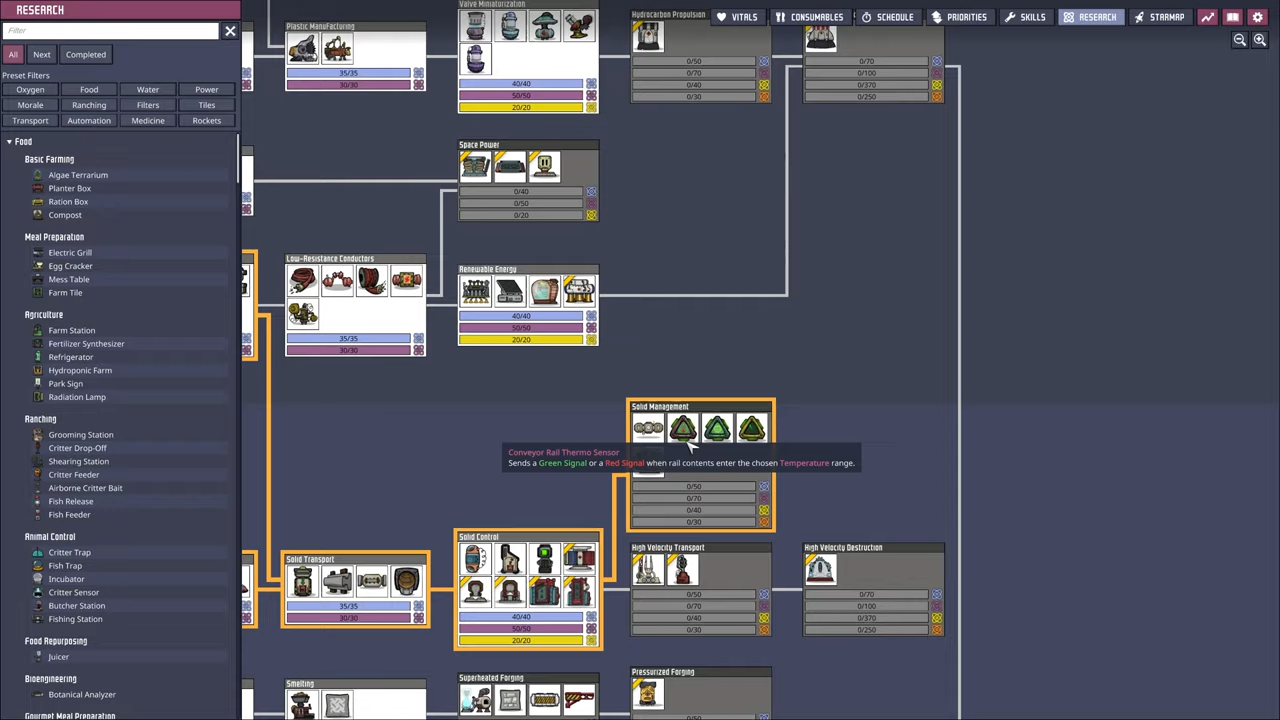 RESEARCH
Filter
All
Next
Completed
Preset Filters
Oxygen
Food
Water
Power
Morale
Ranching
Filters
Tiles
Transport
Automation
Medicine
Rockets
Food
Basic Farming
Algae Terrarium
Planter Box
Ration Box
Compost
Meal Preparation
Electric Grill
Egg Cracker
Mess Table
Farm Tile
Agriculture
Farm Station
Fertilizer Synthesizer
Refrigerator
Hydroponic Farm
Park Sign
Radiation Lamp
Ranching
Grooming Station
Critter Drop-Off
Shearing Station
Critter Feeder
Airborne Critter Bait
Fish Release
Fish Feeder
Animal Control
Critter Trap
Fish Trap
Incubator
Critter Sensor
Butcher Station
Fishing Station
Food Repurposing
Juicer
Bioengineering
Botanical Analyzer
Gourmet Meal Preparation
VITALS
CONSUMABLES
SCHEDULE
PRIORITIES
SKILLS
RESEARCH
STARMAP
Plastic Manufacturing
35/35
30/30
Valve Miniaturization
40/40
50/50
20/20
Hydrocarbon Propulsion
0/50
0/70
0/40
0/30
0/70
0/100
0/370
0/250
Space Power
0/40
0/50
0/20
Low-Resistance Conductors
35/35
30/30
Renewable Energy
40/40
50/50
20/20
Solid Management
Conveyor Rail Thermo Sensor
Sends a Green Signal or a Red Signal when rail contents enter the chosen Temperature range.
0/50
0/70
0/40
0/30
Solid Transport
35/35
30/30
Solid Control
40/40
50/50
20/20
High Velocity Transport
0/50
0/70
0/40
0/30
High Velocity Destruction
0/70
0/100
0/370
0/250
Smelting
Superheated Forging
Pressurized Forging
0/50